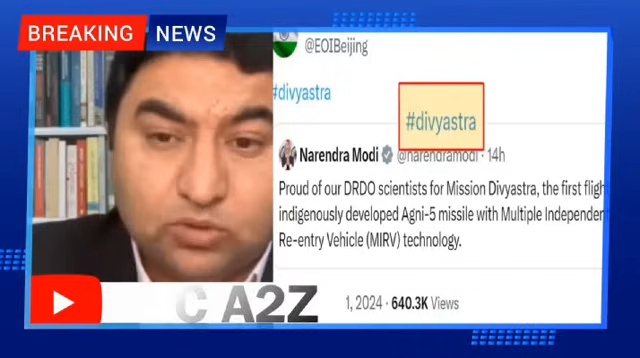 BREAKING NEWS
@EOIBeijing
#divyastra
#divyastra
Narendra Modi @narendramodi · 14h
Proud of our DRDO scientists for Mission Divyastra, the first fligh
indigenously developed Agni-5 missile with Multiple Independen
Re-entry Vehicle (MIRV) technology.
C A2Z
1, 2024 · 640.3K Views